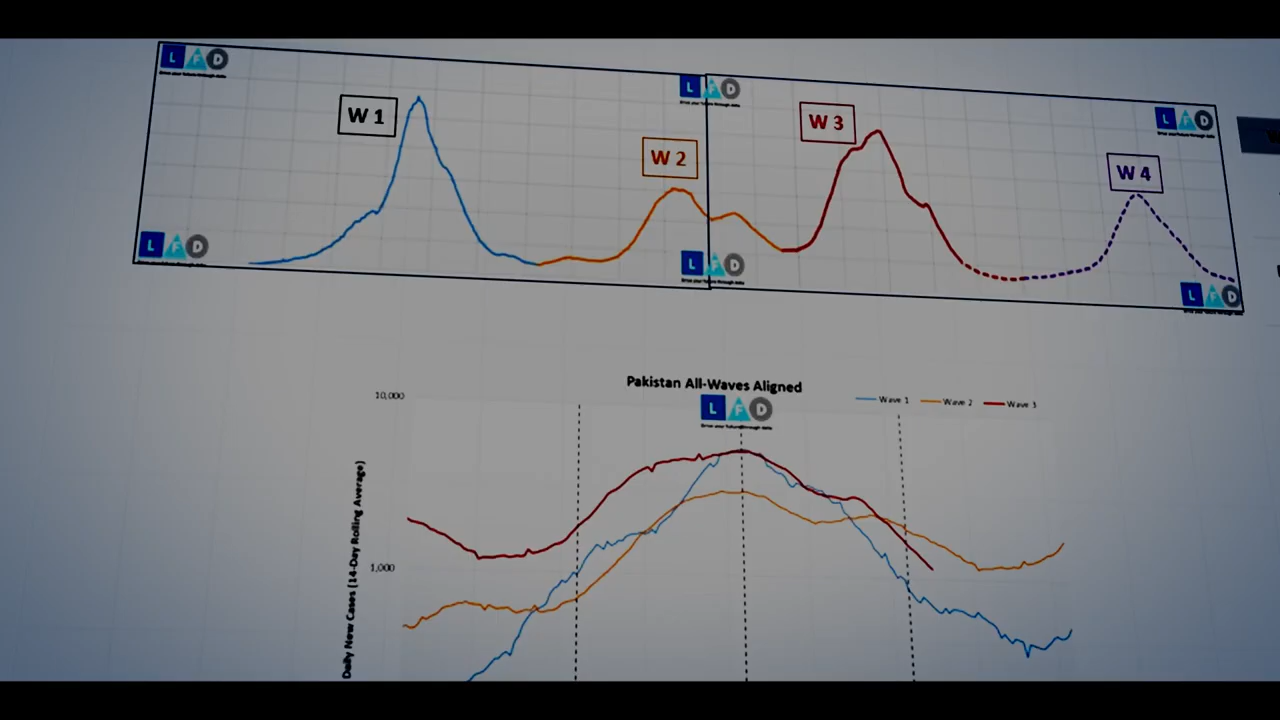 L F D
L F D
L F D
W 1
W 3
W 2
W 4
L F D
L F D
L F D
Pakistan All-Waves Aligned
10,000
Wave 1
Wave 2
Wave 3
L F D
Daily New Cases (14-Day Rolling Average)
1,000